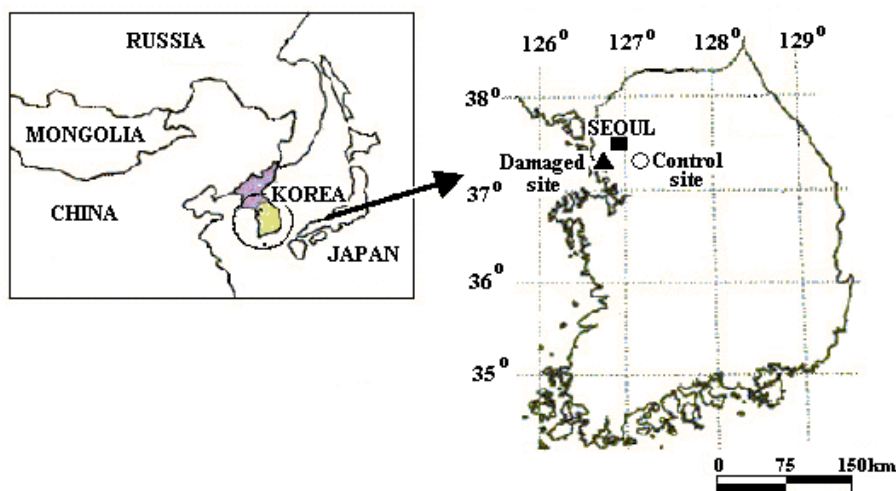 RUSSIA
MONGOLIA
KOREA
CHINA
JAPAN
126⁰ 127⁰ 128⁰ 129⁰
38⁰
SEOUL
Damaged Control
site site
37⁰
36⁰
35⁰
0 75 150km